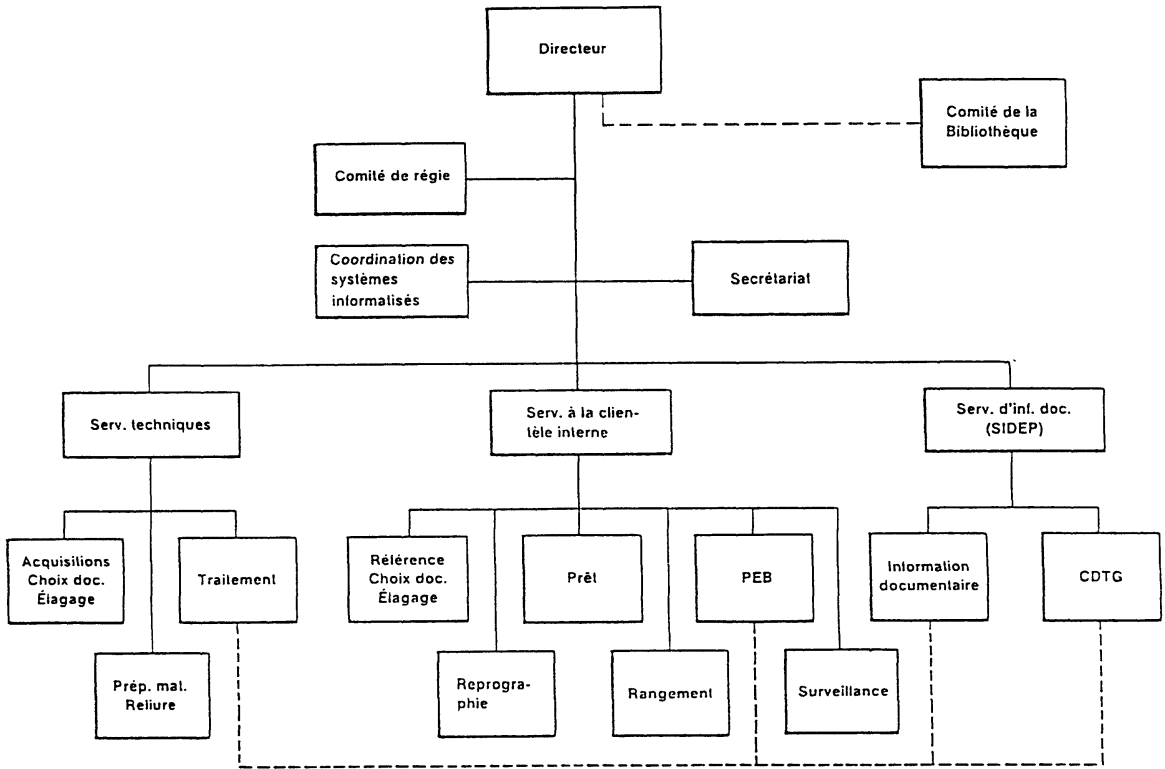 Directeur
Comité de la
Bibliothèque
Comité de régie
Coordination des
systèmes
informatisés
Secrétariat
Serv. techniques
Serv. à la clien-
tèle interne
Serv. d'inf. doc.
(SIDEP)
Acquisitions
Choix doc.
Élagage
Traitement
Référence
Choix doc.
Élagage
Prêt
PEB
Information
documentaire
CDTG
Prép. mat.
Reliure
Reprogra-
phie
Rangement
Surveillance